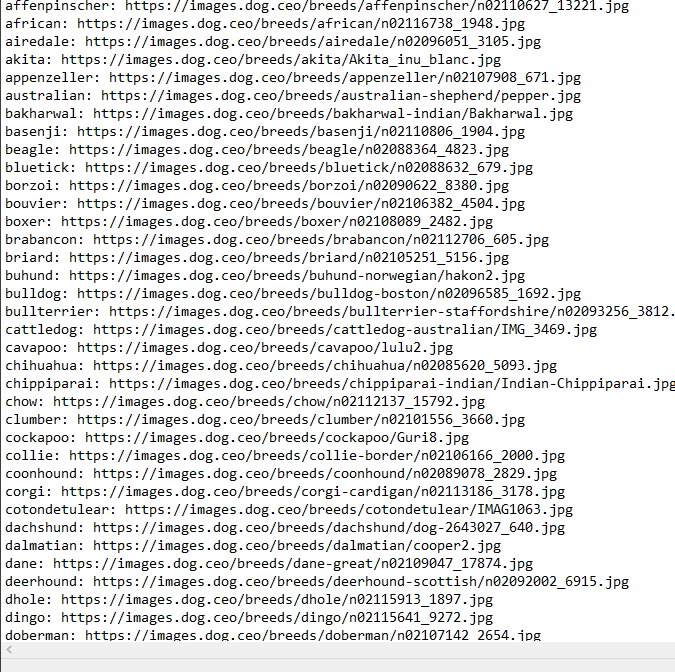 affenpinscher: https://images.dog.ceo/breeds/affenpinscher/n02110627_13221.jpg
african: https://images.dog.ceo/breeds/african/n02116738_1948.jpg
airedale: https://images.dog.ceo/breeds/airedale/n02096051_3105.jpg
akita: https://images.dog.ceo/breeds/akita/Akita_inu_blanc.jpg
appenzeller: https://images.dog.ceo/breeds/appenzeller/n02107908_671.jpg
australian: https://images.dog.ceo/breeds/australian-shepherd/pepper.jpg
bakharwal: https://images.dog.ceo/breeds/bakharwal-indian/Bakharwal.jpg
basenji: https://images.dog.ceo/breeds/basenji/n02110806_1904.jpg
beagle: https://images.dog.ceo/breeds/beagle/n02088364_4823.jpg
bluetick: https://images.dog.ceo/breeds/bluetick/n02088632_679.jpg
borzoi: https://images.dog.ceo/breeds/borzoi/n02090622_8380.jpg
bouvier: https://images.dog.ceo/breeds/bouvier/n02106382_4504.jpg
boxer: https://images.dog.ceo/breeds/boxer/n02108089_2482.jpg
brabancon: https://images.dog.ceo/breeds/brabancon/n02112706_605.jpg
briard: https://images.dog.ceo/breeds/briard/n02105251_5156.jpg
buhund: https://images.dog.ceo/breeds/buhund-norwegian/hakon2.jpg
bulldog: https://images.dog.ceo/breeds/bulldog-boston/n02096585_1692.jpg
bullterrier: https://images.dog.ceo/breeds/bullterrier-staffordshire/n02093256_3812.
cattledog: https://images.dog.ceo/breeds/cattledog-australian/IMG_3469.jpg
cavapoo: https://images.dog.ceo/breeds/cavapoo/lulu2.jpg
chihuahua: https://images.dog.ceo/breeds/chihuahua/n02085620_5093.jpg
chippiparai: https://images.dog.ceo/breeds/chippiparai-indian/Indian-Chippiparai.jpg
chow: https://images.dog.ceo/breeds/chow/n02112137_15792.jpg
clumber: https://images.dog.ceo/breeds/clumber/n02101556_3660.jpg
cockapoo: https://images.dog.ceo/breeds/cockapoo/Guri8.jpg
collie: https://images.dog.ceo/breeds/collie-border/n02106166_2000.jpg
coonhound: https://images.dog.ceo/breeds/coonhound/n02089078_2829.jpg
corgi: https://images.dog.ceo/breeds/corgi-cardigan/n02113186_3178.jpg
cotondetulear: https://images.dog.ceo/breeds/cotondetulear/IMAG1063.jpg
dachshund: https://images.dog.ceo/breeds/dachshund/dog-2643027_640.jpg
dalmatian: https://images.dog.ceo/breeds/dalmatian/cooper2.jpg
dane: https://images.dog.ceo/breeds/dane-great/n02109047_17874.jpg
deerhound: https://images.dog.ceo/breeds/deerhound-scottish/n02092002_6915.jpg
dhole: https://images.dog.ceo/breeds/dhole/n02115913_1897.jpg
dingo: https://images.dog.ceo/breeds/dingo/n02115641_9272.jpg
doberman: https://images.dog.ceo/breeds/doberman/n02107142_2654.jpg